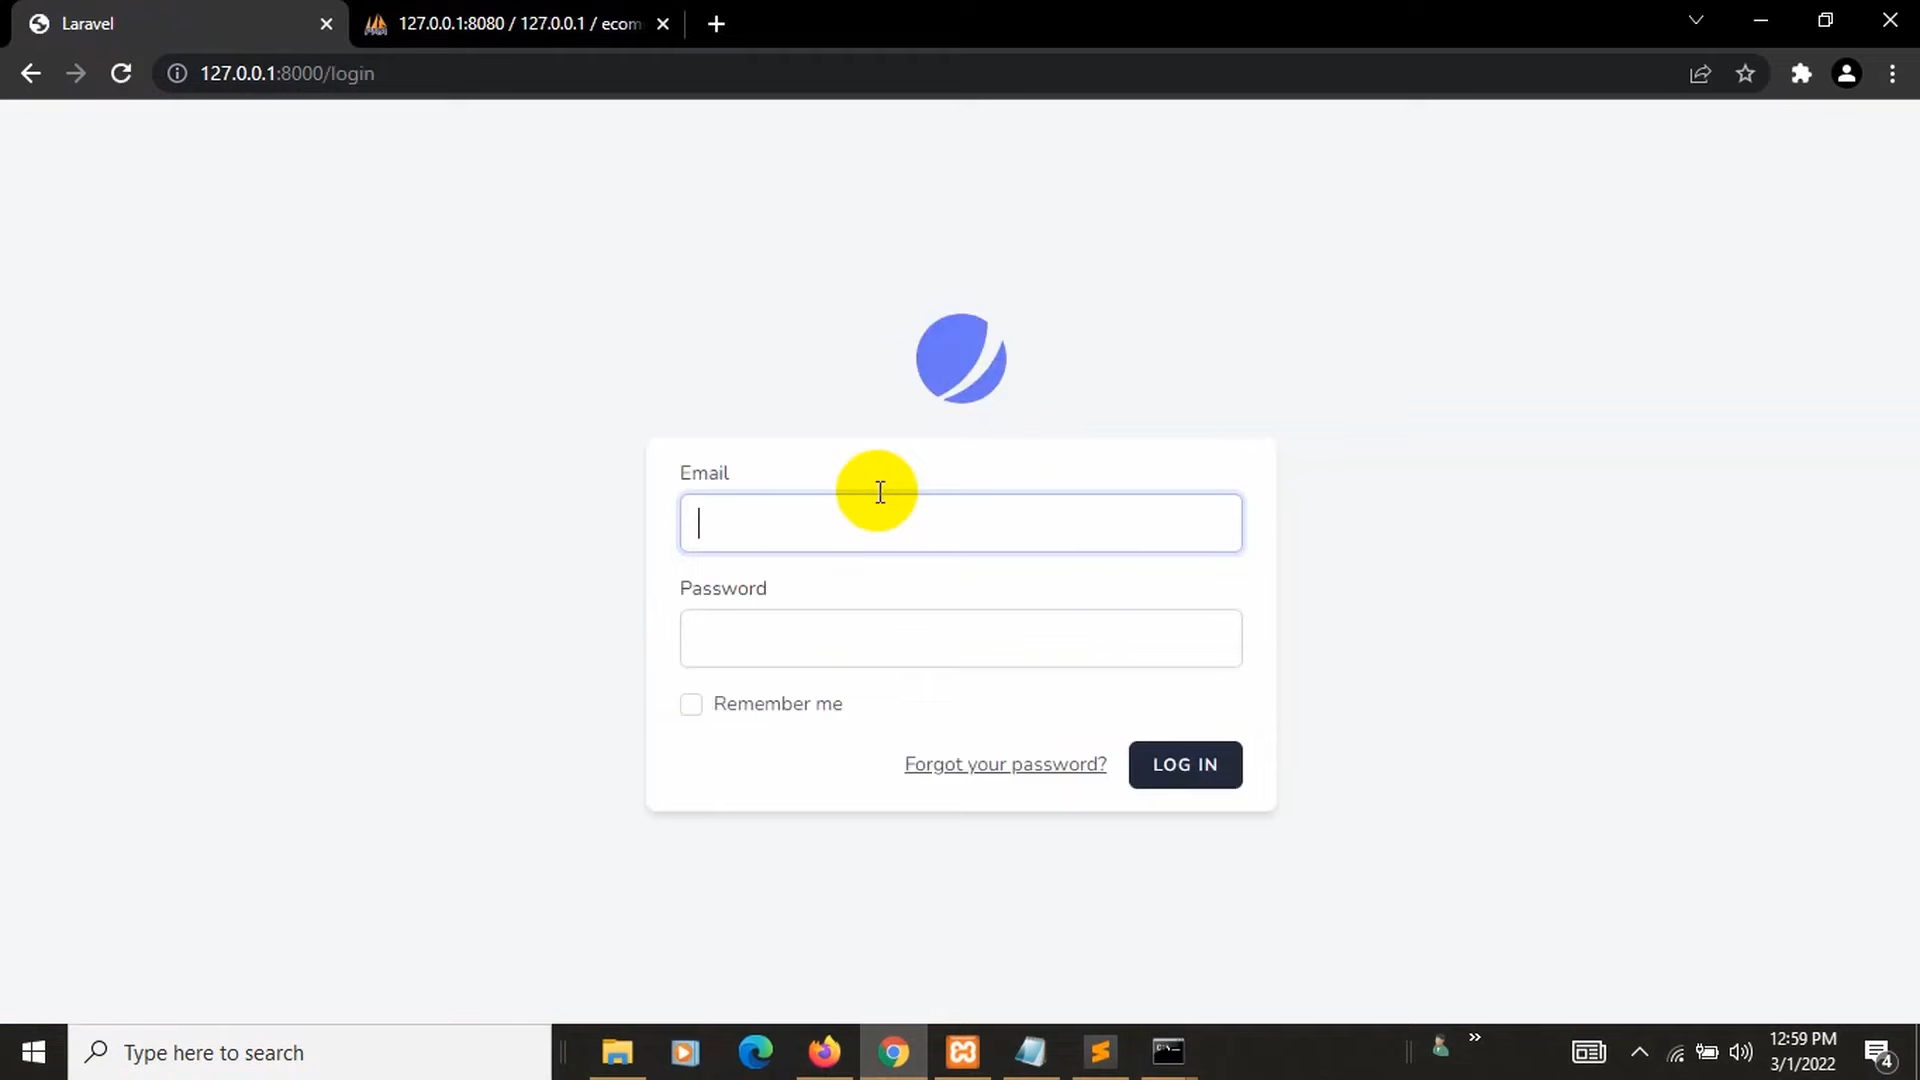 Laravel
127.0.0.1:8080 / 127.0.0.1 / ecom
127.0.0.1:8000/login
Email
Password
Remember me
Forgot your password?
LOG IN
Type here to search
12:59 PM
3/1/2022
4